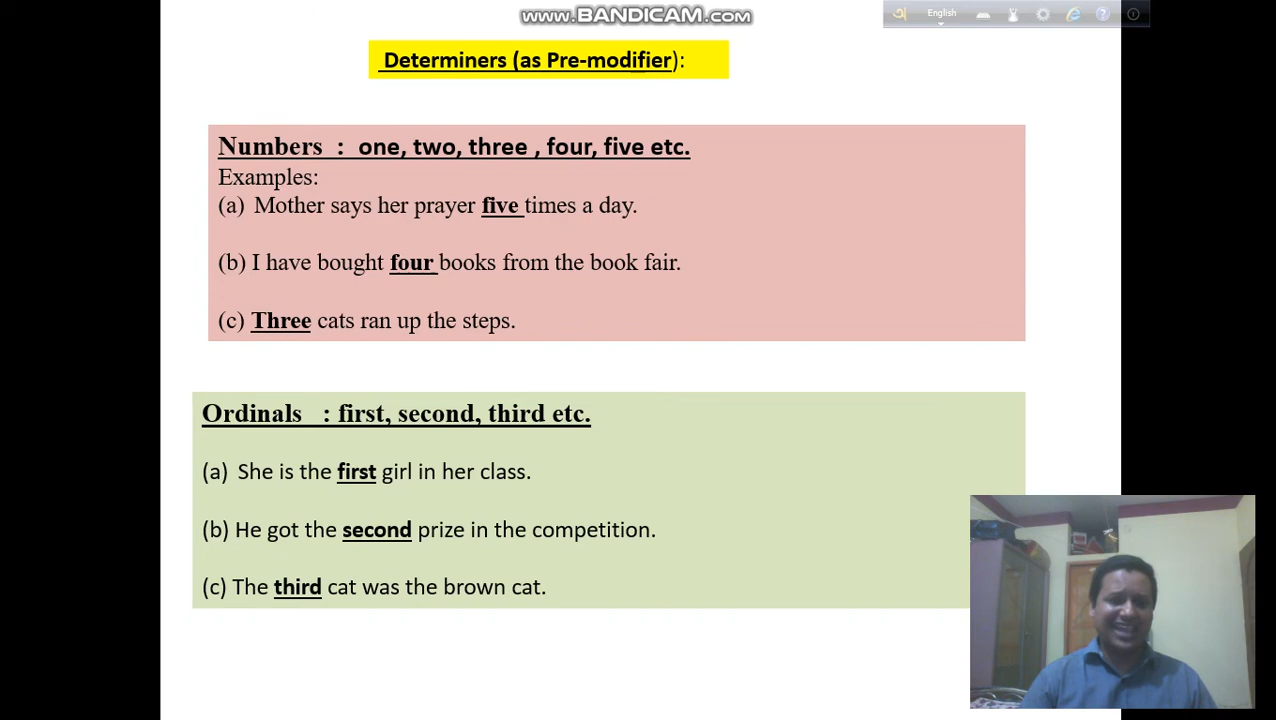 www.BANDICAM.com
English
Determiners (as Pre-modifier):
Numbers : one, two, three , four, five etc.
Examples:
(a) Mother says her prayer five times a day.
(b) I have bought four books from the book fair.
(c) Three cats ran up the steps.
Ordinals : first, second, third etc.
(a) She is the first girl in her class.
(b) He got the second prize in the competition.
(c) The third cat was the brown cat.